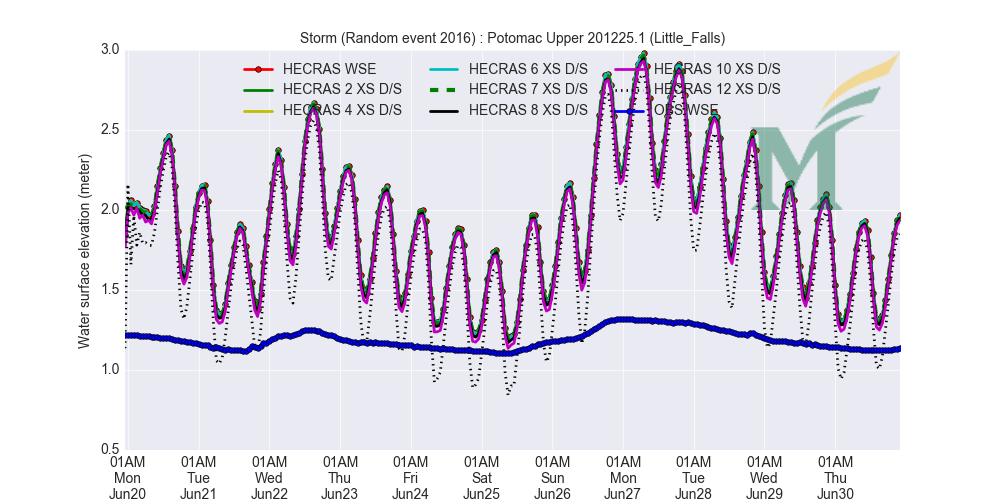 Storm (Random event 2016) : Potomac Upper 201225.1 (Little_Falls)
HECRAS WSE
HECRAS 2 XS D/S
HECRAS 4 XS D/S
HECRAS 6 XS D/S
HECRAS 7 XS D/S
HECRAS 8 XS D/S
HECRAS 10 XS D/S
HECRAS 12 XS D/S
OBS WSE
M
Water surface elevation (meter)
3.0
2.5
2.0
1.5
1.0
0.5
01AM 01AM 01AM 01AM 01AM 01AM 01AM 01AM 01AM 01AM 01AM
Mon Tue Wed Thu Fri Sat Sun Mon Tue Wed Thu
Jun20 Jun21 Jun22 Jun23 Jun24 Jun25 Jun26 Jun27 Jun28 Jun29 Jun30